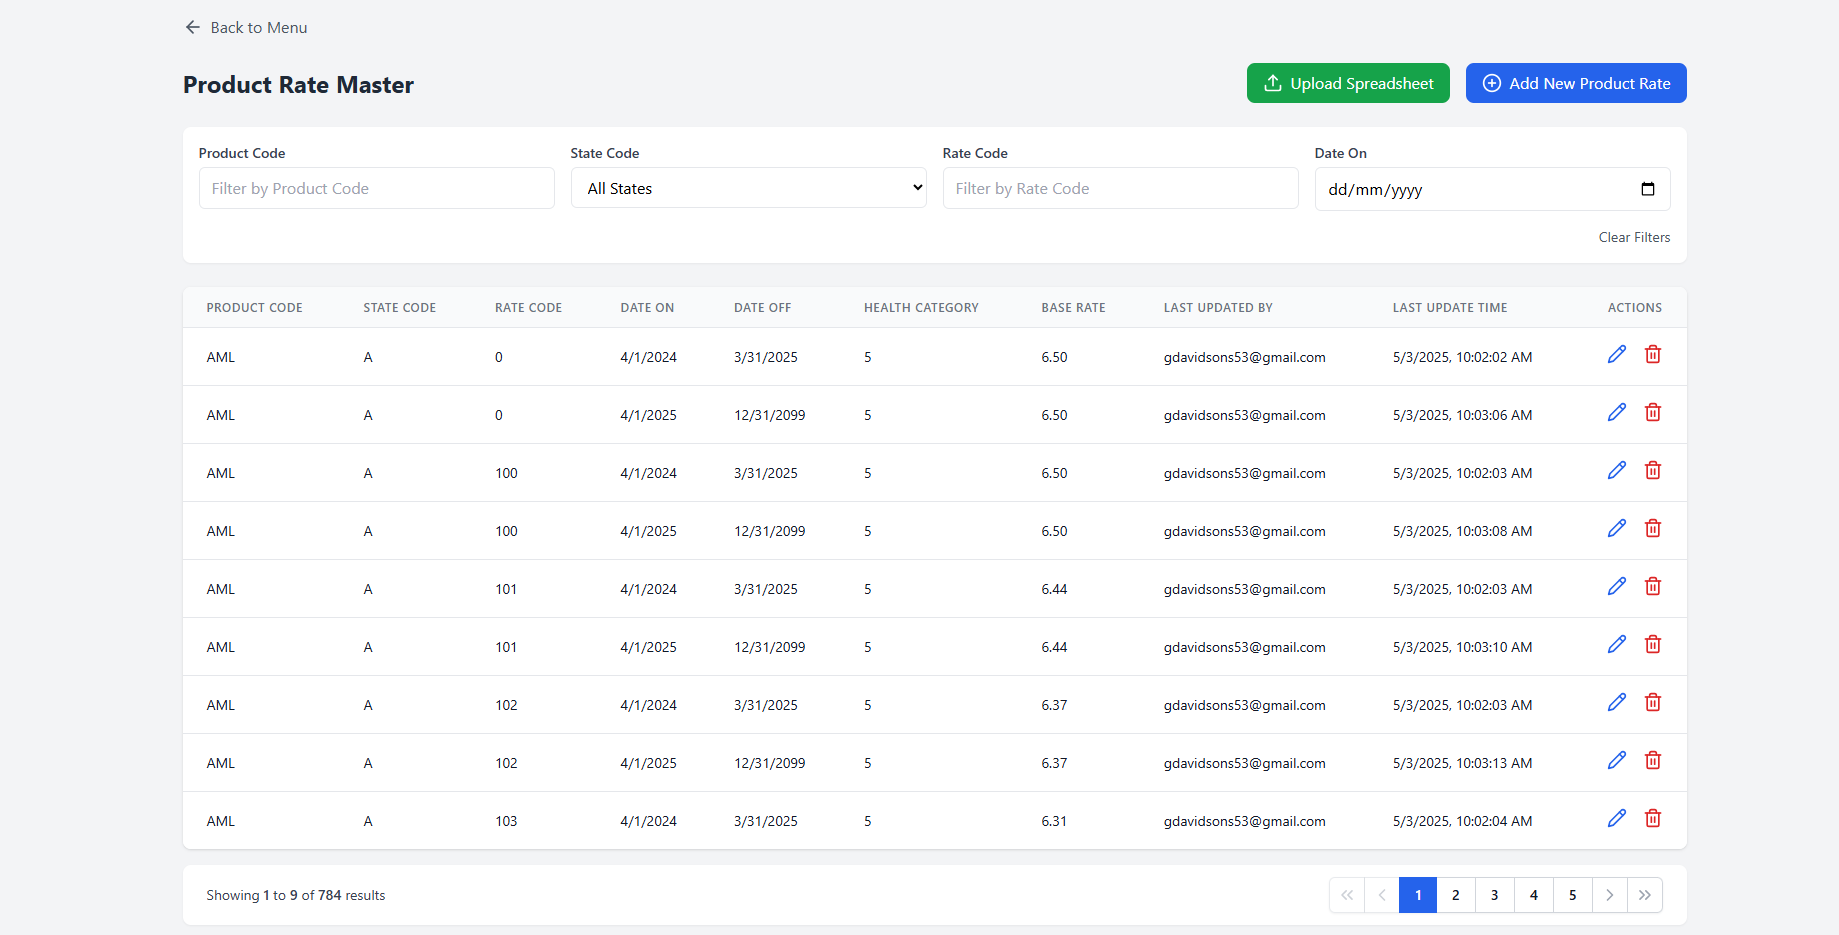 Back to Menu
Product Rate Master
Upload Spreadsheet
Add New Product Rate
Product Code State Code Rate Code Date On
Filter by Product Code All States Filter by Rate Code dd/mm/yyyy
Clear Filters
PRODUCT CODE STATE CODE RATE CODE DATE ON DATE OFF HEALTH CATEGORY BASE RATE LAST UPDATED BY LAST UPDATE TIME ACTIONS
AML A 0 4/1/2024 3/31/2025 5 6.50 gdavidsons53@gmail.com 5/3/2025, 10:02:02 AM
AML A 0 4/1/2025 12/31/2099 5 6.50 gdavidsons53@gmail.com 5/3/2025, 10:03:06 AM
AML A 100 4/1/2024 3/31/2025 5 6.50 gdavidsons53@gmail.com 5/3/2025, 10:02:03 AM
AML A 100 4/1/2025 12/31/2099 5 6.50 gdavidsons53@gmail.com 5/3/2025, 10:03:08 AM
AML A 101 4/1/2024 3/31/2025 5 6.44 gdavidsons53@gmail.com 5/3/2025, 10:02:03 AM
AML A 101 4/1/2025 12/31/2099 5 6.44 gdavidsons53@gmail.com 5/3/2025, 10:03:10 AM
AML A 102 4/1/2024 3/31/2025 5 6.37 gdavidsons53@gmail.com 5/3/2025, 10:02:03 AM
AML A 102 4/1/2025 12/31/2099 5 6.37 gdavidsons53@gmail.com 5/3/2025, 10:03:13 AM
AML A 103 4/1/2024 3/31/2025 5 6.31 gdavidsons53@gmail.com 5/3/2025, 10:02:04 AM
Showing 1 to 9 of 784 results
1 2 3 4 5